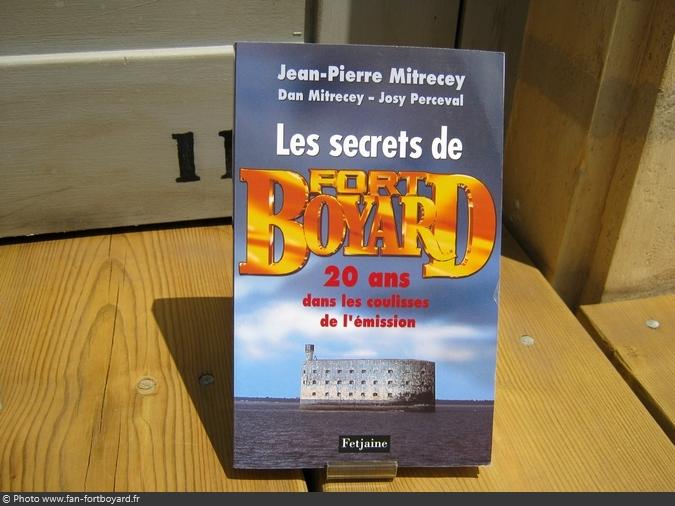 Jean-Pierre Mitrecey
Dan Mitrecey – Josy Perceval
Les secrets de
FORT
BOYARD
20 ans
dans les coulisses
de l'émission
Fetjaine
© Photo www.fan-fortboyard.fr